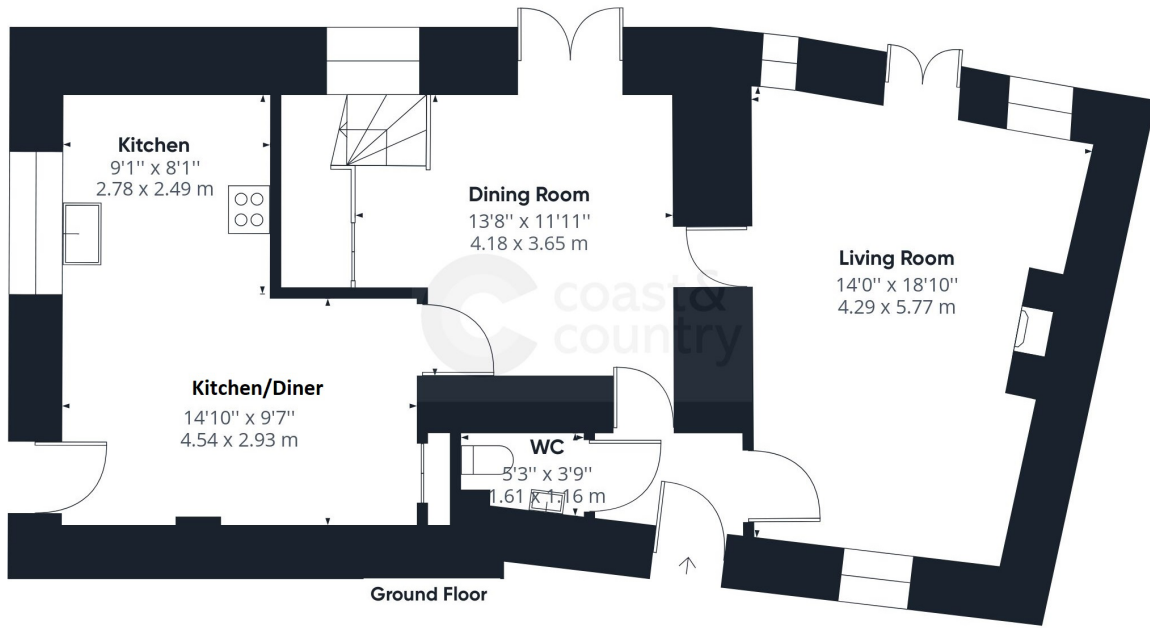 Kitchen
9'1'' x 8'1''
2.78 x 2.49 m
Dining Room
13'8'' x 11'11''
4.18 x 3.65 m
Living Room
14'0'' x 18'10''
4.29 x 5.77 m
coast&
country
Kitchen/Diner
14'10'' x 9'7''
4.54 x 2.93 m
WC
5'3'' x 3'9''
1.61 x 1.16 m
Ground Floor